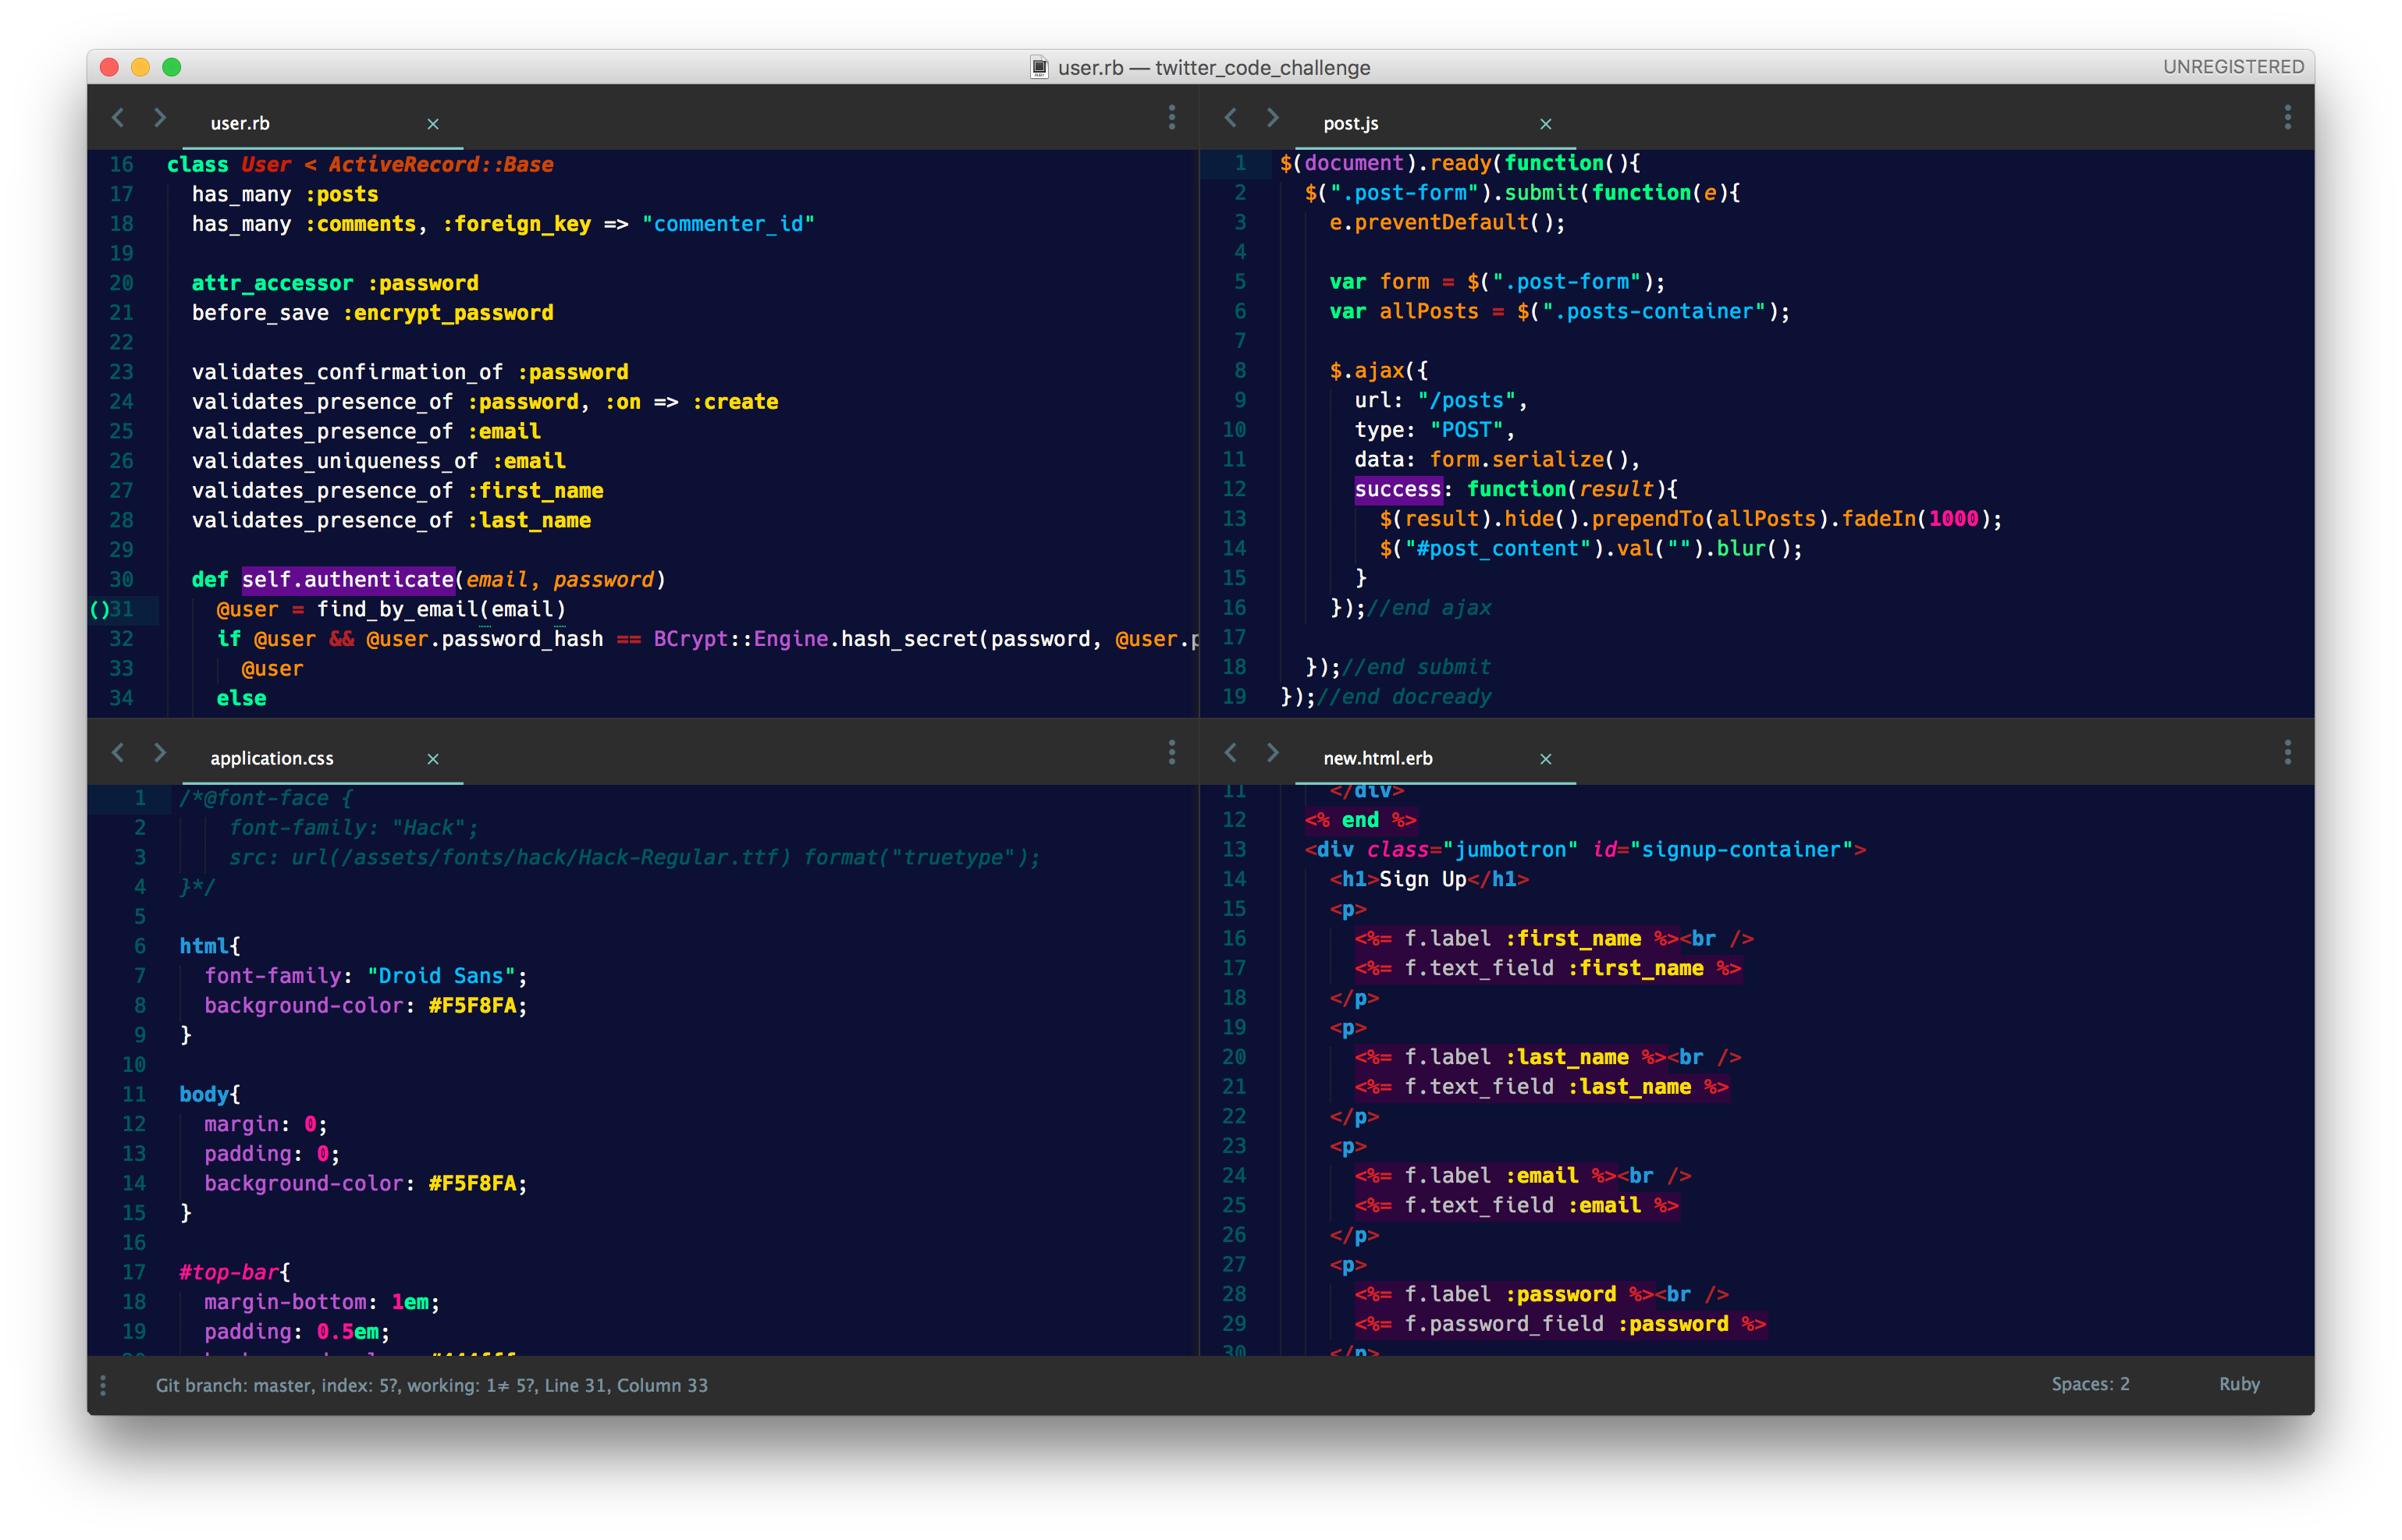 user.rb — twitter_code_challenge
UNREGISTERED
user.rb ×
16 class User < ActiveRecord::Base
17 has_many :posts
18 has_many :comments, :foreign_key => "commenter_id"
19
20 attr_accessor :password
21 before_save :encrypt_password
22
23 validates_confirmation_of :password
24 validates_presence_of :password, :on => :create
25 validates_presence_of :email
26 validates_uniqueness_of :email
27 validates_presence_of :first_name
28 validates_presence_of :last_name
29
30 def self.authenticate(email, password)
()31 @user = find_by_email(email)
32 if @user && @user.password_hash == BCrypt::Engine.hash_secret(password, @user.p
33 @user
34 else
post.js ×
1 $(document).ready(function(){
2 $(".post-form").submit(function(e){
3 e.preventDefault();
4
5 var form = $(".post-form");
6 var allPosts = $(".posts-container");
7
8 $.ajax({
9 url: "/posts",
10 type: "POST",
11 data: form.serialize(),
12 success: function(result){
13 $(result).hide().prependTo(allPosts).fadeIn(1000);
14 $("#post_content").val("").blur();
15 }
16 });//end ajax
17
18 });//end submit
19 });//end docready
application.css ×
1 /*@font-face {
2 font-family: "Hack";
3 src: url(/assets/fonts/hack/Hack-Regular.ttf) format("truetype");
4 }*/
5
6 html{
7 font-family: "Droid Sans";
8 background-color: #F5F8FA;
9 }
10
11 body{
12 margin: 0;
13 padding: 0;
14 background-color: #F5F8FA;
15 }
16
17 #top-bar{
18 margin-bottom: 1em;
19 padding: 0.5em;
new.html.erb ×
11 </div>
12 <% end %>
13 <div class="jumbotron" id="signup-container">
14 <h1>Sign Up</h1>
15 <p>
16 <%= f.label :first_name %><br />
17 <%= f.text_field :first_name %>
18 </p>
19 <p>
20 <%= f.label :last_name %><br />
21 <%= f.text_field :last_name %>
22 </p>
23 <p>
24 <%= f.label :email %><br />
25 <%= f.text_field :email %>
26 </p>
27 <p>
28 <%= f.label :password %><br />
29 <%= f.password_field :password %>
30 </p>
Git branch: master, index: 5?, working: 1≠ 5?, Line 31, Column 33
Spaces: 2
Ruby